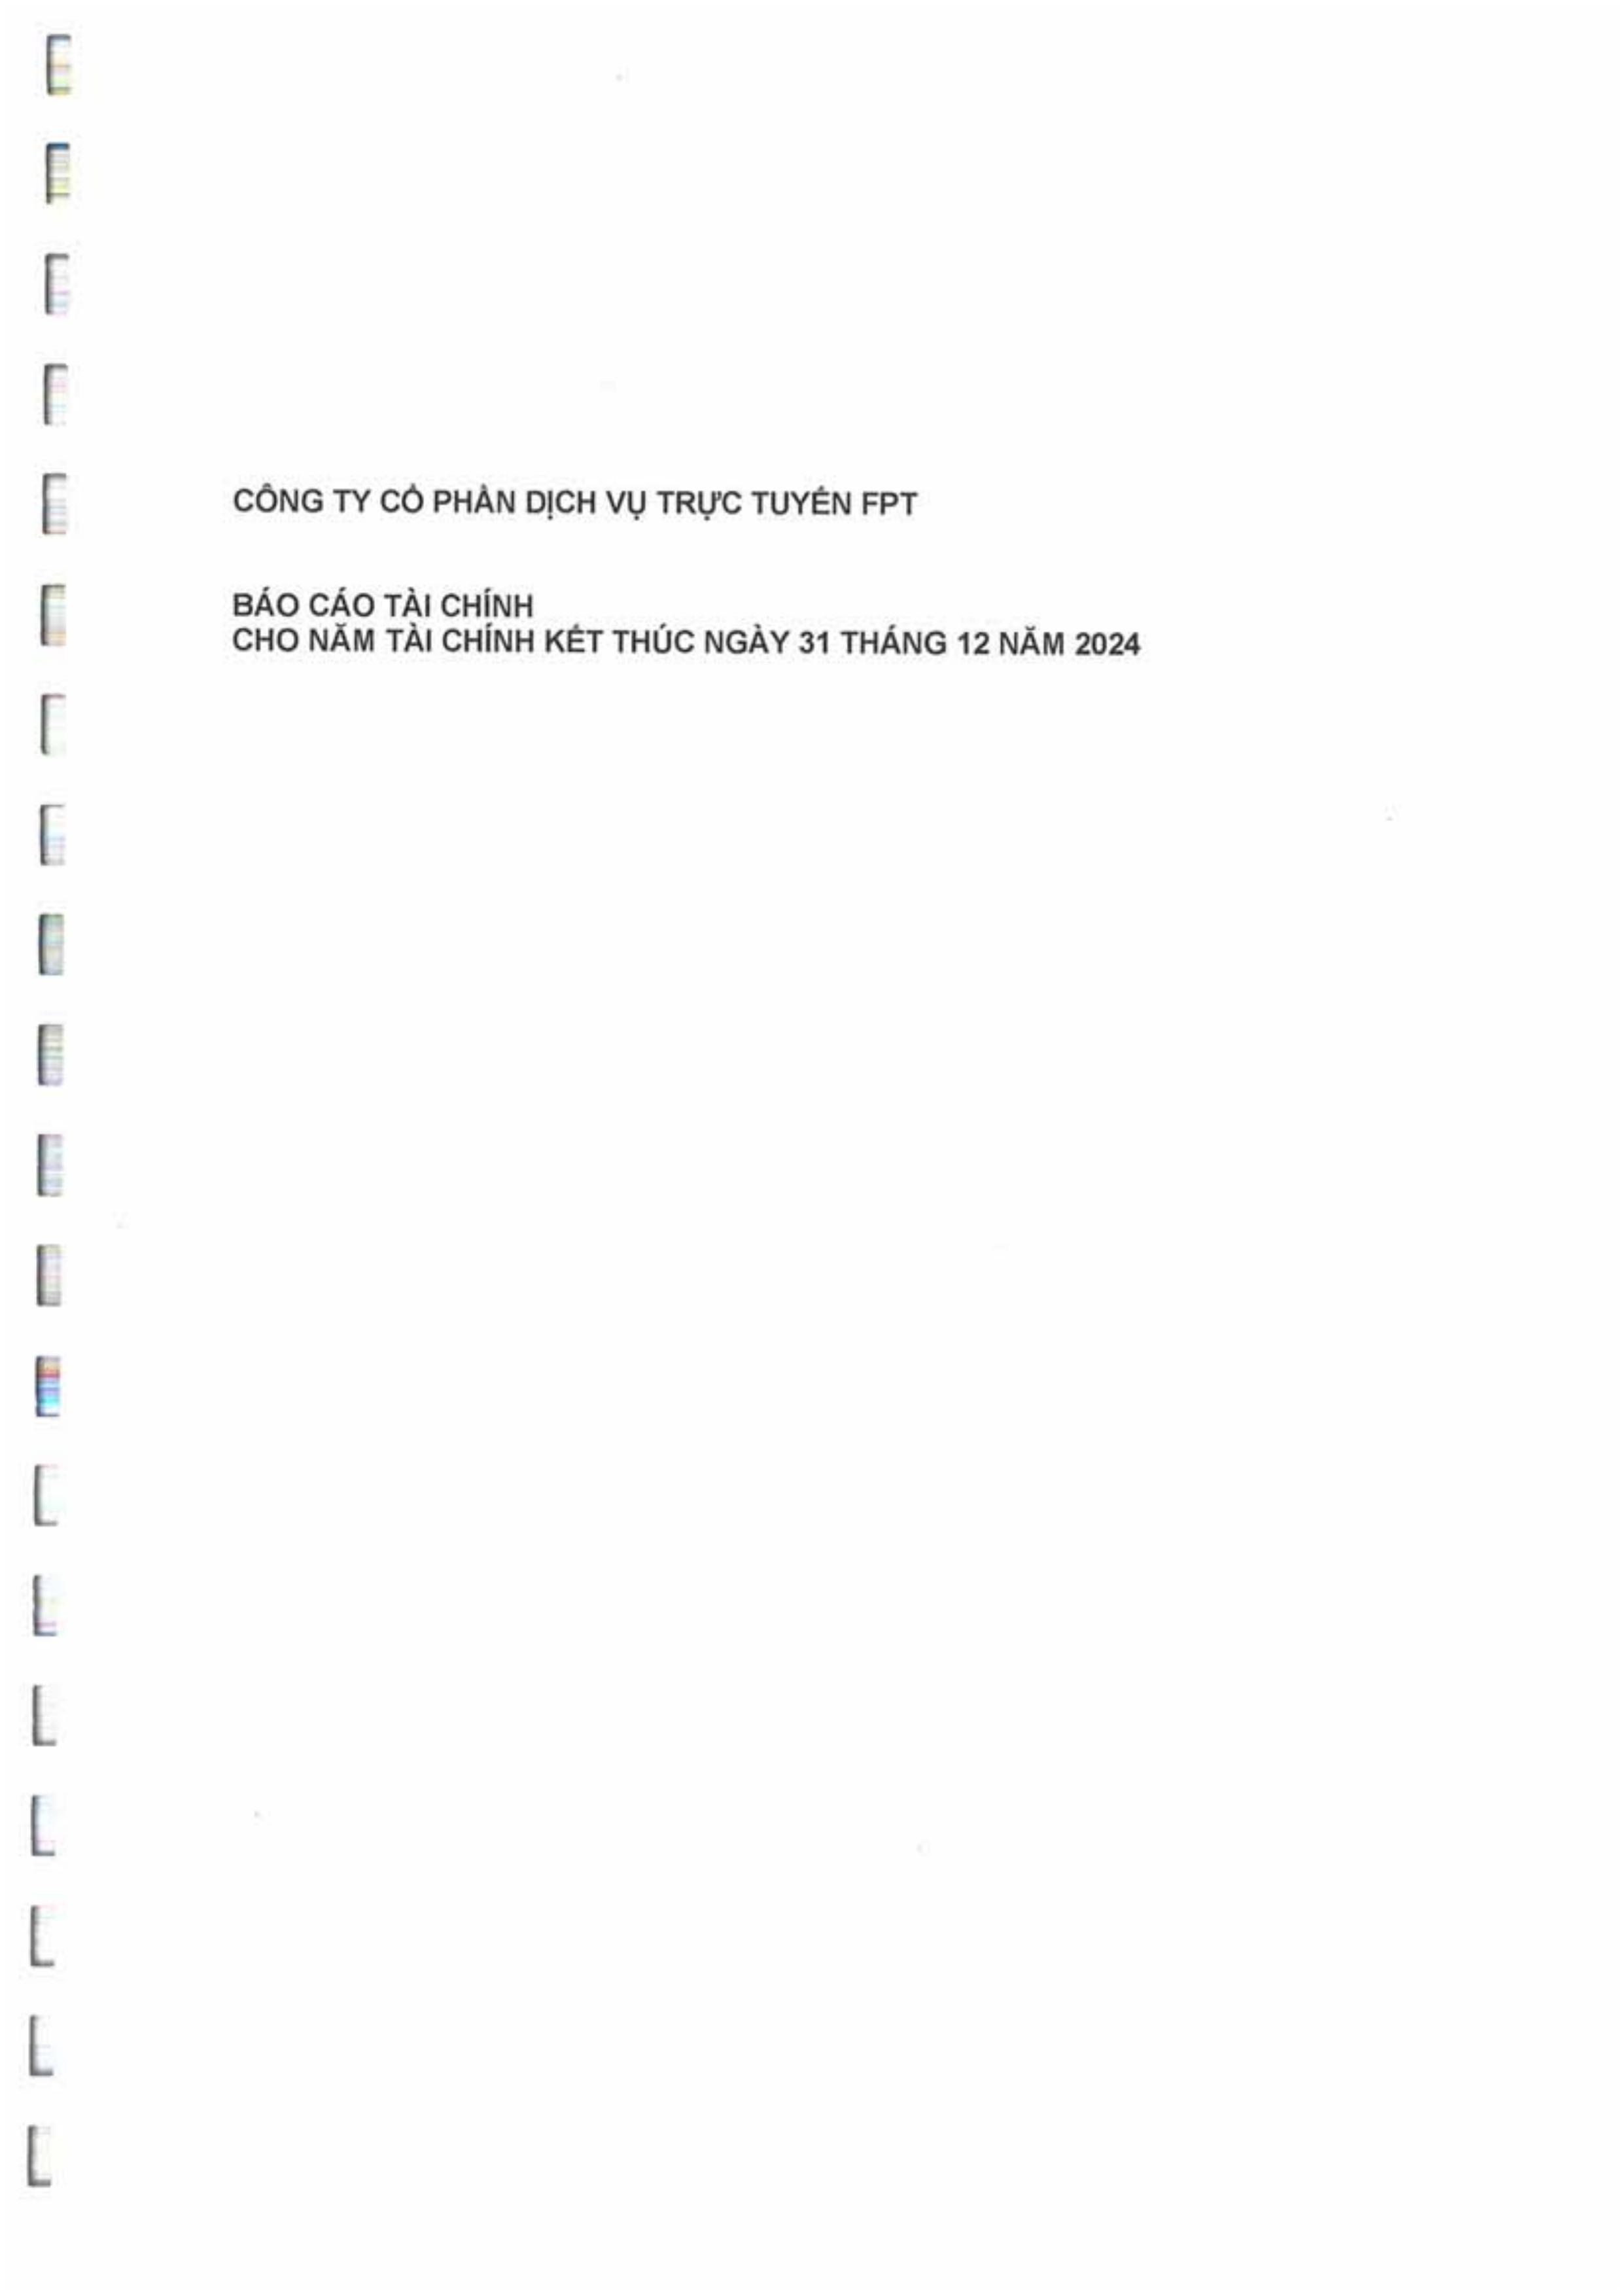 CÔNG TY CỔ PHẦN DỊCH VỤ TRỰC TUYẾN FPT
BÁO CÁO TÀI CHÍNH
CHO NĂM TÀI CHÍNH KẾT THÚC NGÀY 31 THÁNG 12 NĂM 2024